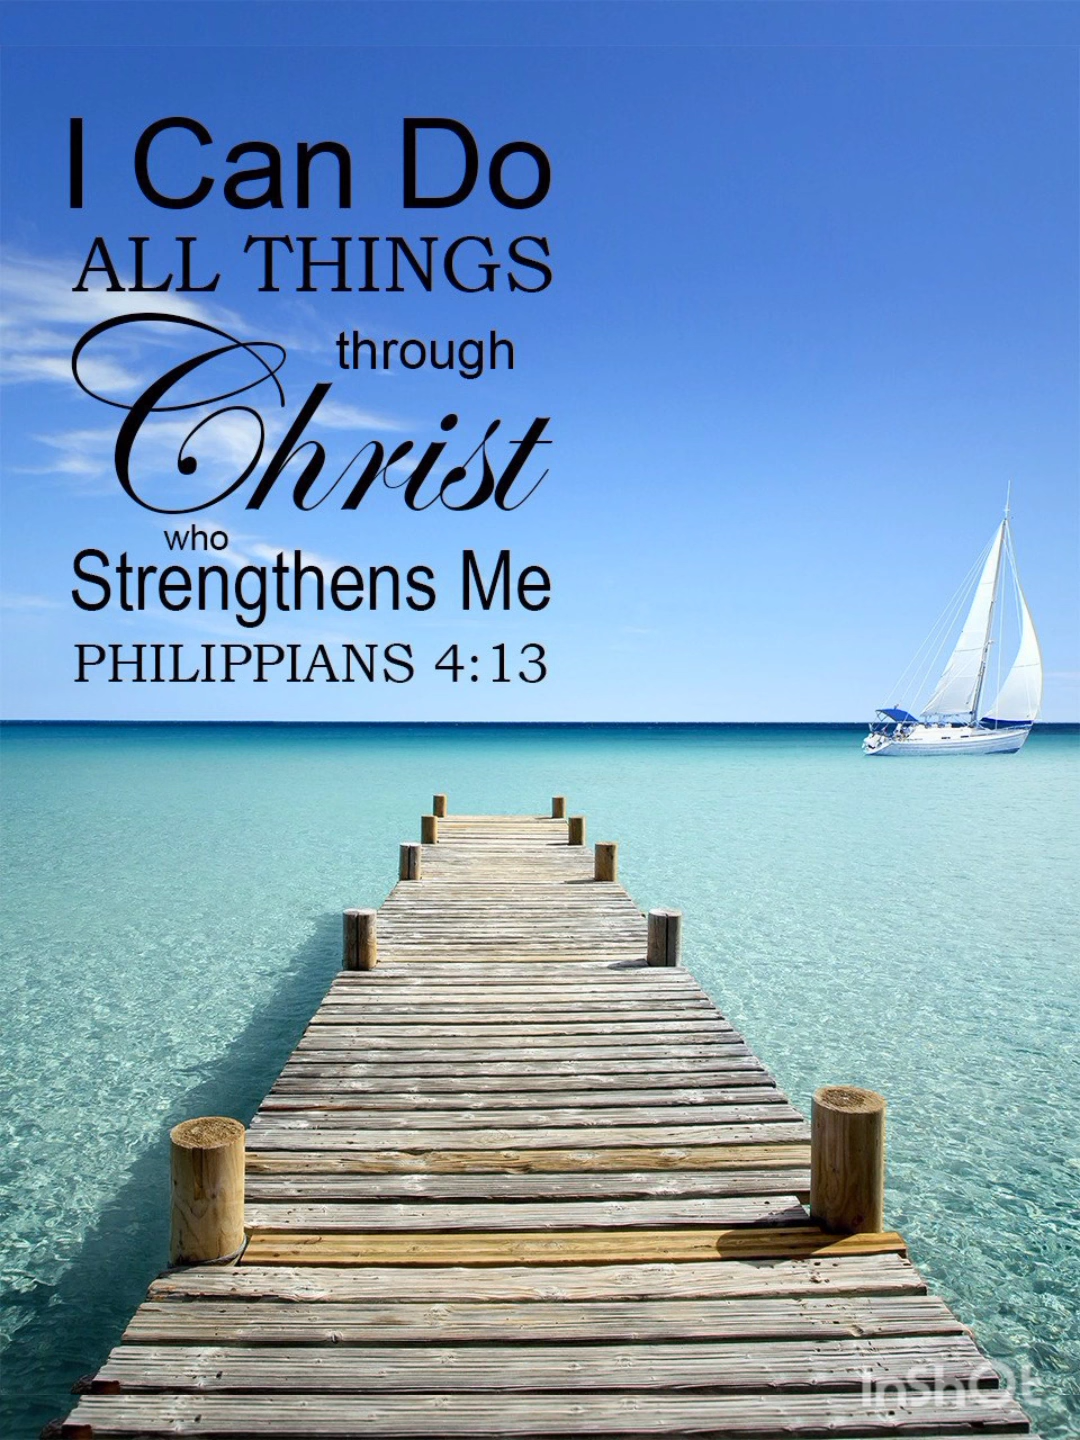 I Can Do
ALL THINGS
through
Christ
who
Strengthens Me
PHILIPPIANS 4:13
InShOt